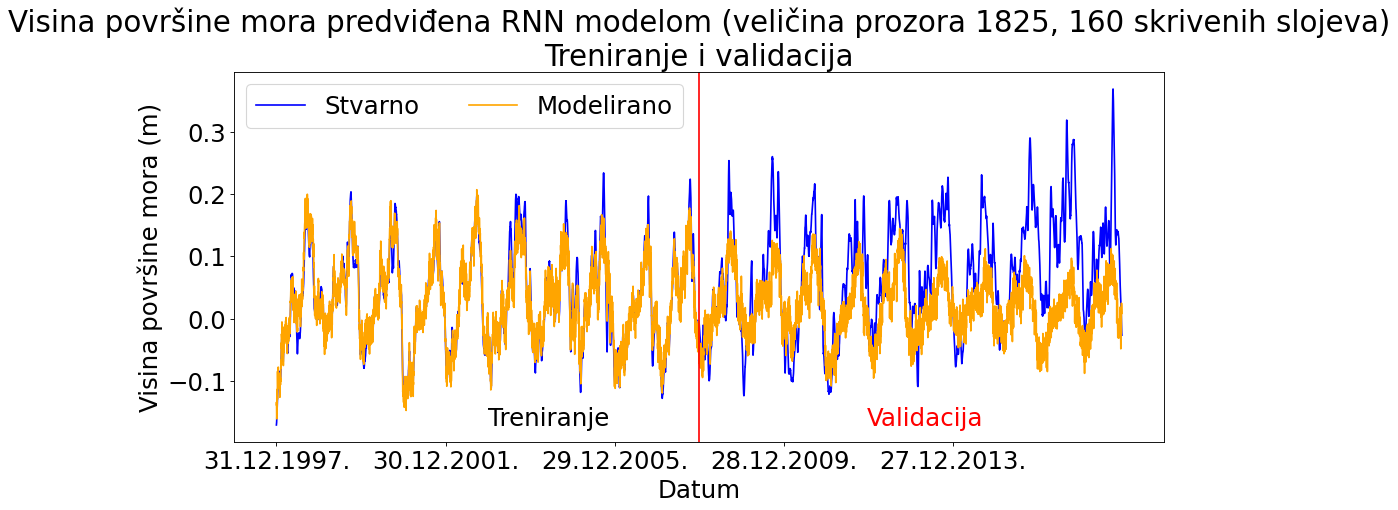 Visina površine mora predviđena RNN modelom (veličina prozora 1825, 160 skrivenih slojeva)
Treniranje i validacija
Stvarno
Modelirano
Visina površine mora (m)
0.3
0.2
0.1
0.0
−0.1
Treniranje
Validacija
31.12.1997.
30.12.2001.
29.12.2005.
28.12.2009.
27.12.2013.
Datum